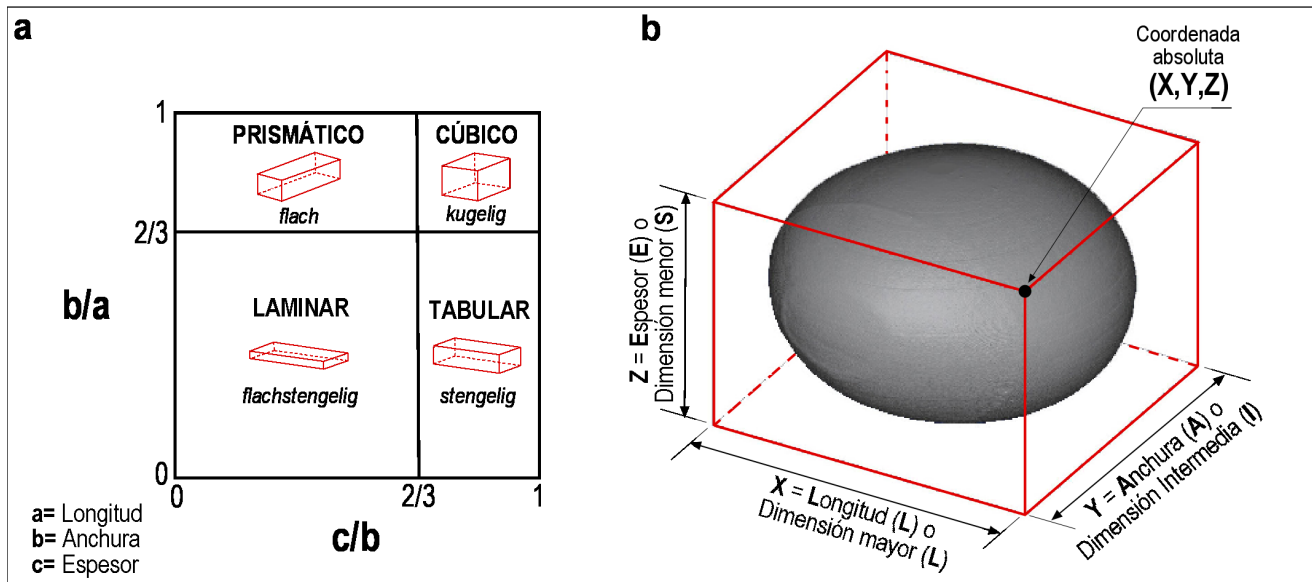 a
1
PRISMÁTICO
flach
CÚBICO
kugelig
2/3
b/a
LAMINAR
flachstengelig
TABULAR
stengelig
0
0
2/3
1
c/b
a= Longitud
b= Anchura
c= Espesor
b
Coordenada
absoluta
(X,Y,Z)
Z = Espesor (E) o
Dimensión menor (S)
X = Longitud (L) o
Dimensión mayor (L)
Y = Anchura (A) o
Dimensión Intermedia (I)